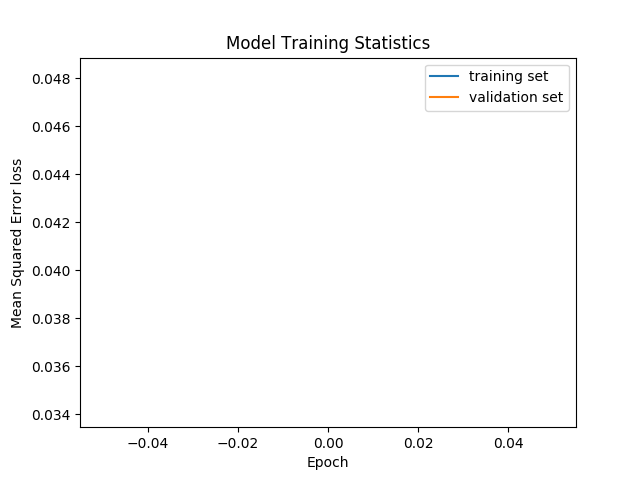 Model Training Statistics
training set
validation set
0.048
0.046
0.044
0.042
0.040
0.038
0.036
0.034
Mean Squared Error loss
−0.04 −0.02 0.00 0.02 0.04
Epoch